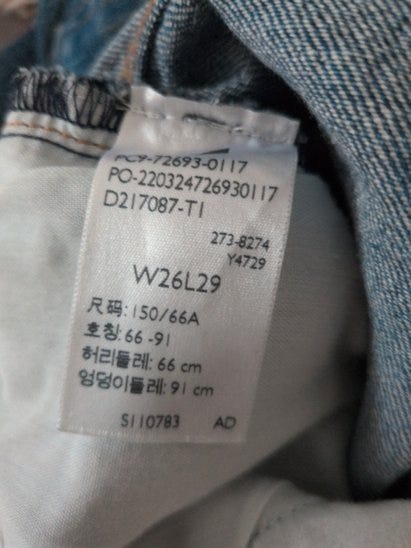 PC9-72693-0117
PO-220324726930117
D217087-T1
273-8274
Y4729
W26L29
尺码:150/66A
호칭:66 -91
허리둘레: 66 cm
엉덩이둘레: 91 cm
S110783 AD